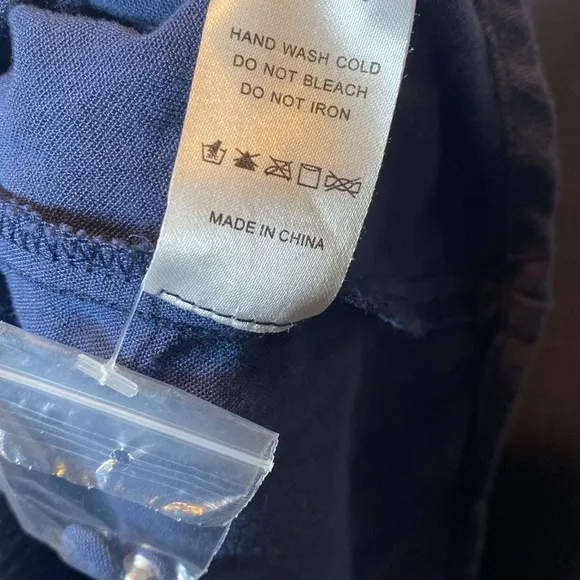 HAND WASH COLD
DO NOT BLEACH
DO NOT IRON
MADE IN CHINA